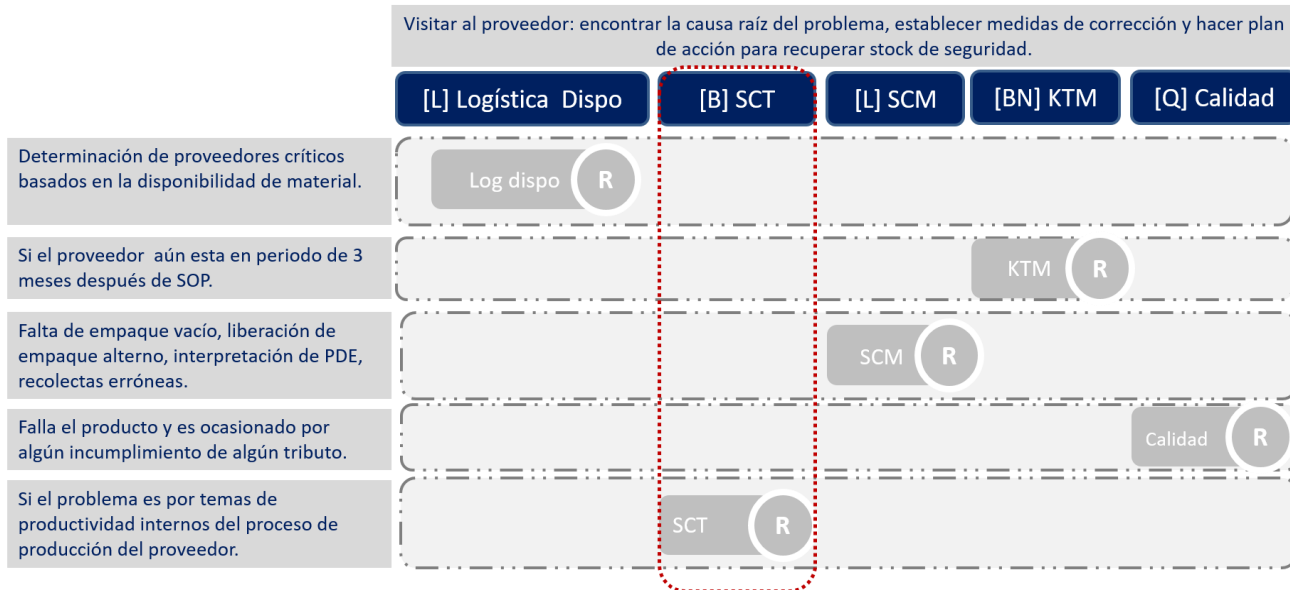 Visitar al proveedor: encontrar la causa raíz del problema, establecer medidas de corrección y hacer plan
de acción para recuperar stock de seguridad.
[L] Logística Dispo
[B] SCT
[L] SCM
[BN] KTM
[Q] Calidad
Determinación de proveedores críticos
basados en la disponibilidad de material.
Log dispo
R
Si el proveedor aún esta en periodo de 3
meses después de SOP.
KTM
R
Falta de empaque vacío, liberación de
empaque alterno, interpretación de PDE,
recolectas erróneas.
SCM
R
Falla el producto y es ocasionado por
algún incumplimiento de algún tributo.
Calidad
R
Si el problema es por temas de
productividad internos del proceso de
producción del proveedor.
SCT
R